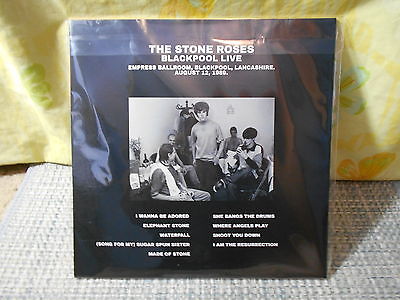 THE STONE ROSES
BLACKPOOL LIVE
EMPRESS BALLROOM, BLACKPOOL, LANCASHIRE.
AUGUST 12, 1989.
I WANNA BE ADORED
ELEPHANT STONE
WATERFALL
(SONG FOR MY) SUGAR SPUN SISTER
MADE OF STONE
SHE BANGS THE DRUMS
WHERE ANGELS PLAY
SHOOT YOU DOWN
I AM THE RESURRECTION